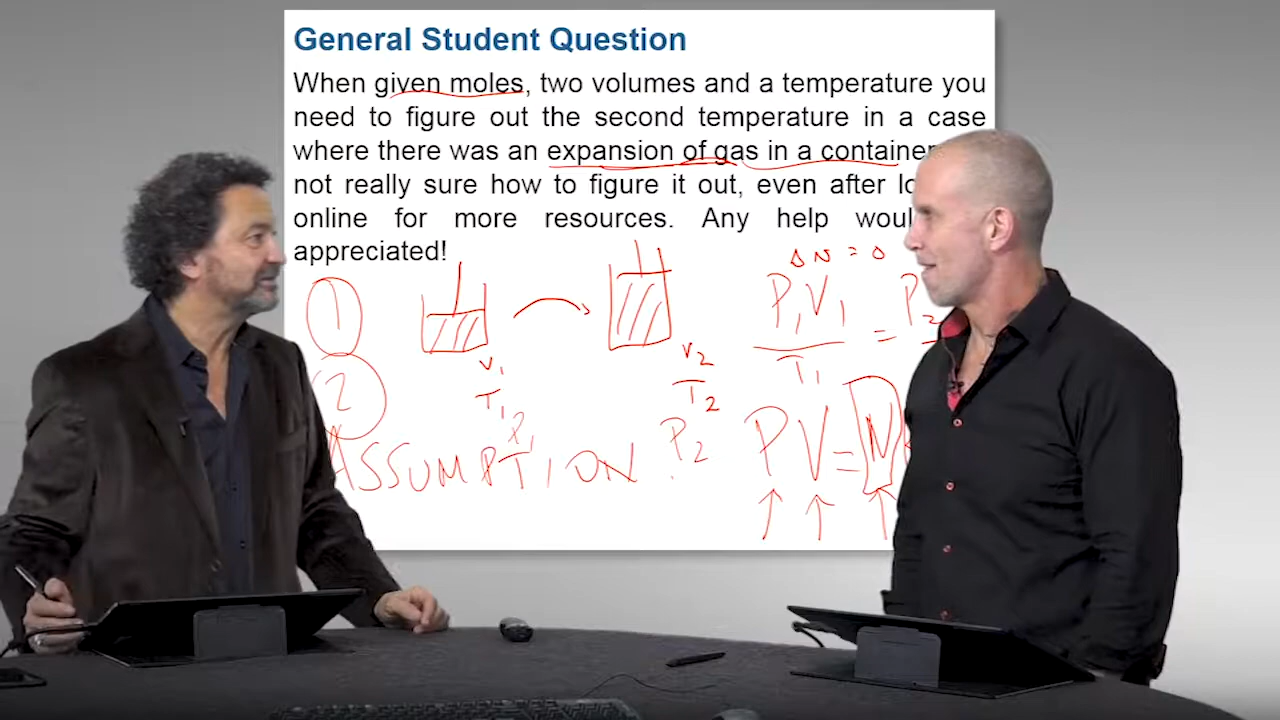 General Student Question
When given moles, two volumes and a temperature you
need to figure out the second temperature in a case
where there was an expansion of gas in a container
not really sure how to figure it out, even after
online for more resources. Any help
appreciated!
ΔN = 0
1
P₁V₁ = P₂
T₁
V₁
V₂
2
T₁
T₂
P₁
P₂
PV=N
ASSUMPTION